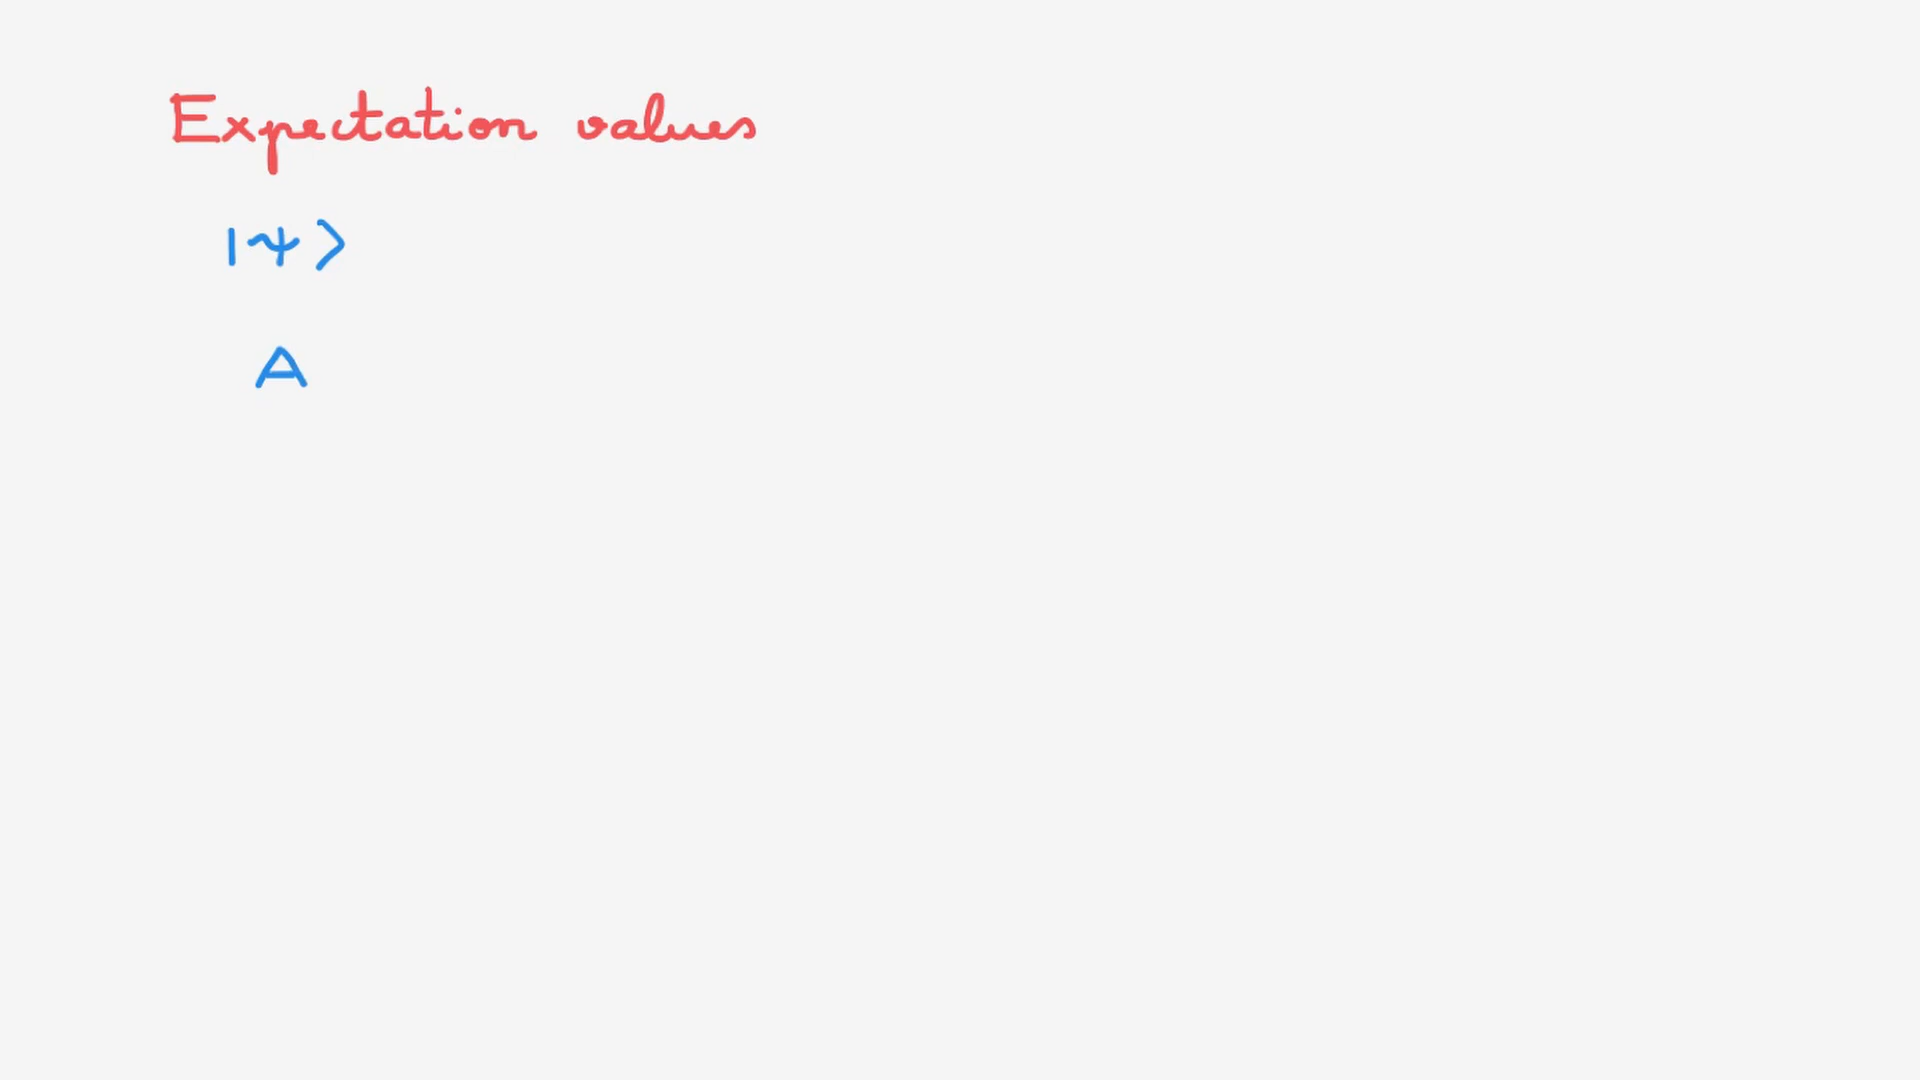 Expectation values
|ψ⟩
A